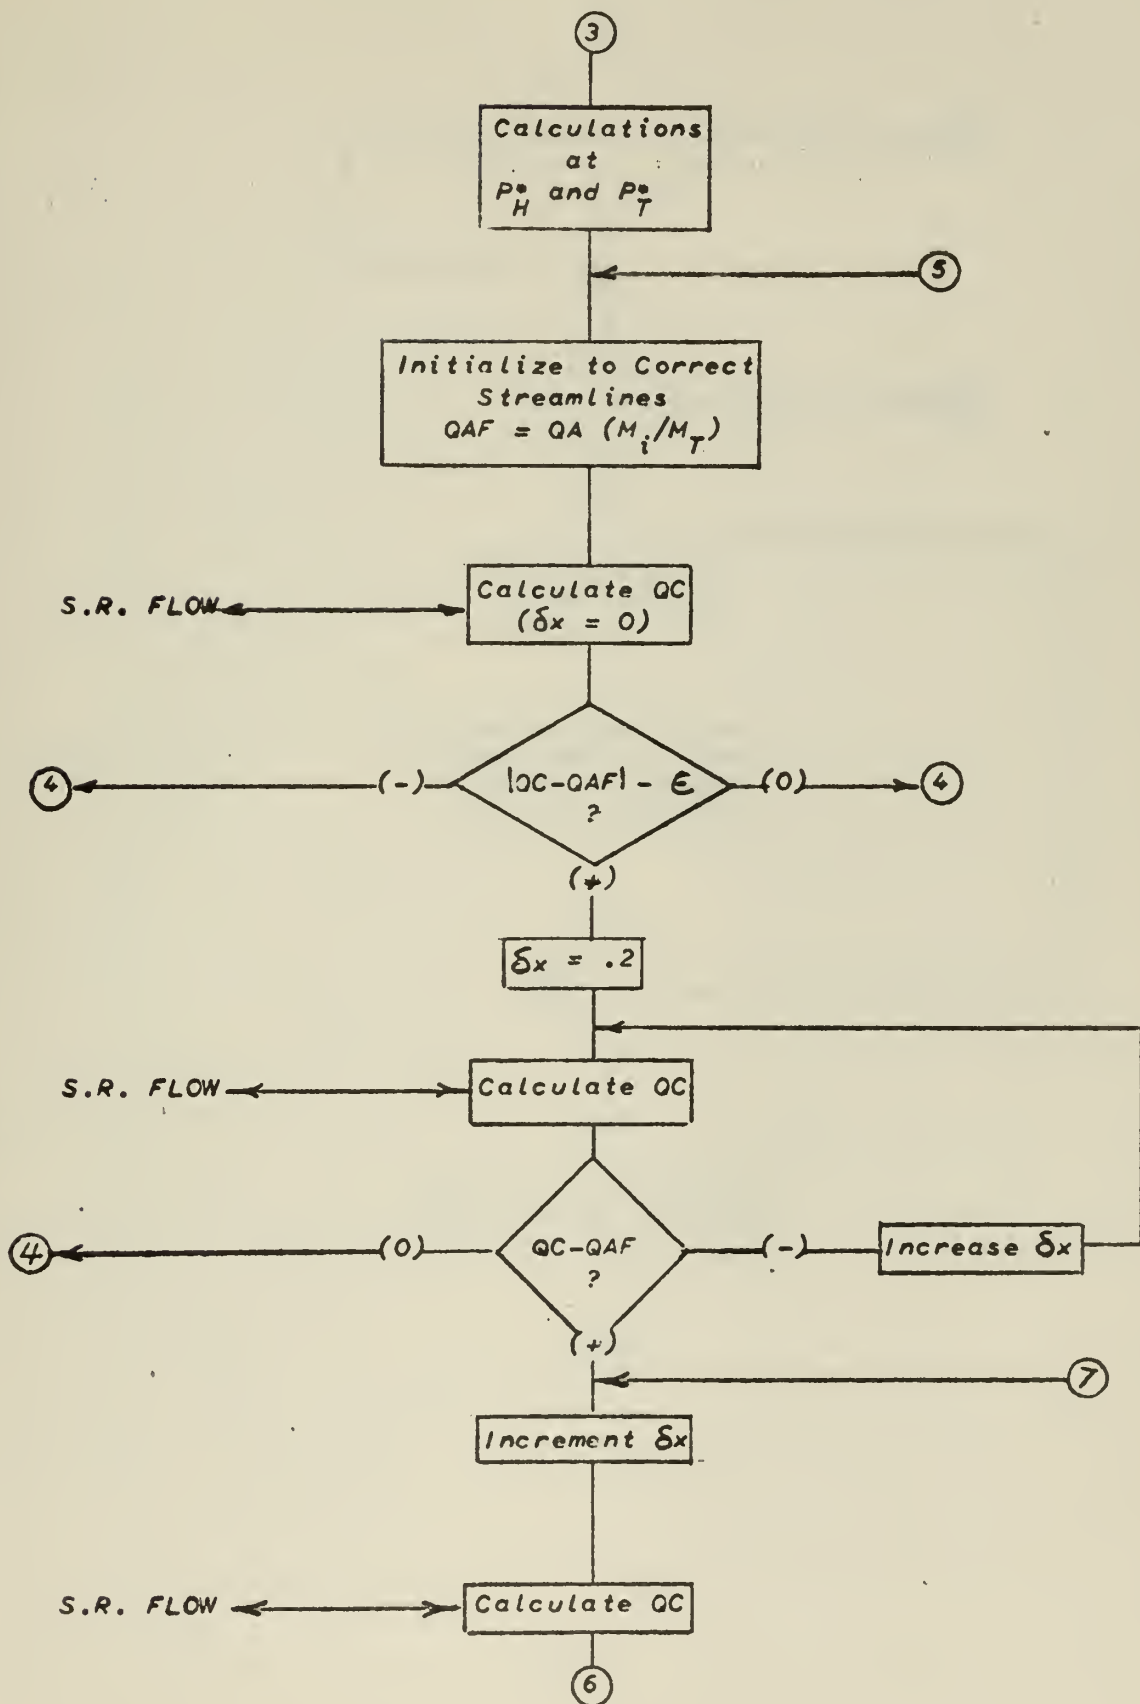 3
Calculations
at
P*H and P*T
5
Initialize to Correct
Streamlines
QAF = QA (Mi/MT)
S.R. FLOW
Calculate QC
(δx = 0)
4
(-)
|QC-QAF| - ε
?
(0)
4
(+)
δx = .2
S.R. FLOW
Calculate QC
4
(0)
QC-QAF
?
(-)
Increase δx
(+)
7
Increment δx
S.R. FLOW
Calculate QC
6